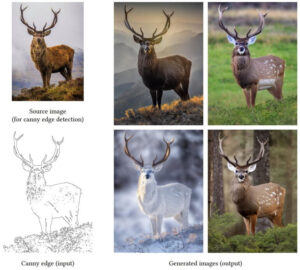 Source image
(for canny edge detection)
Canny edge (input)
Generated images (output)